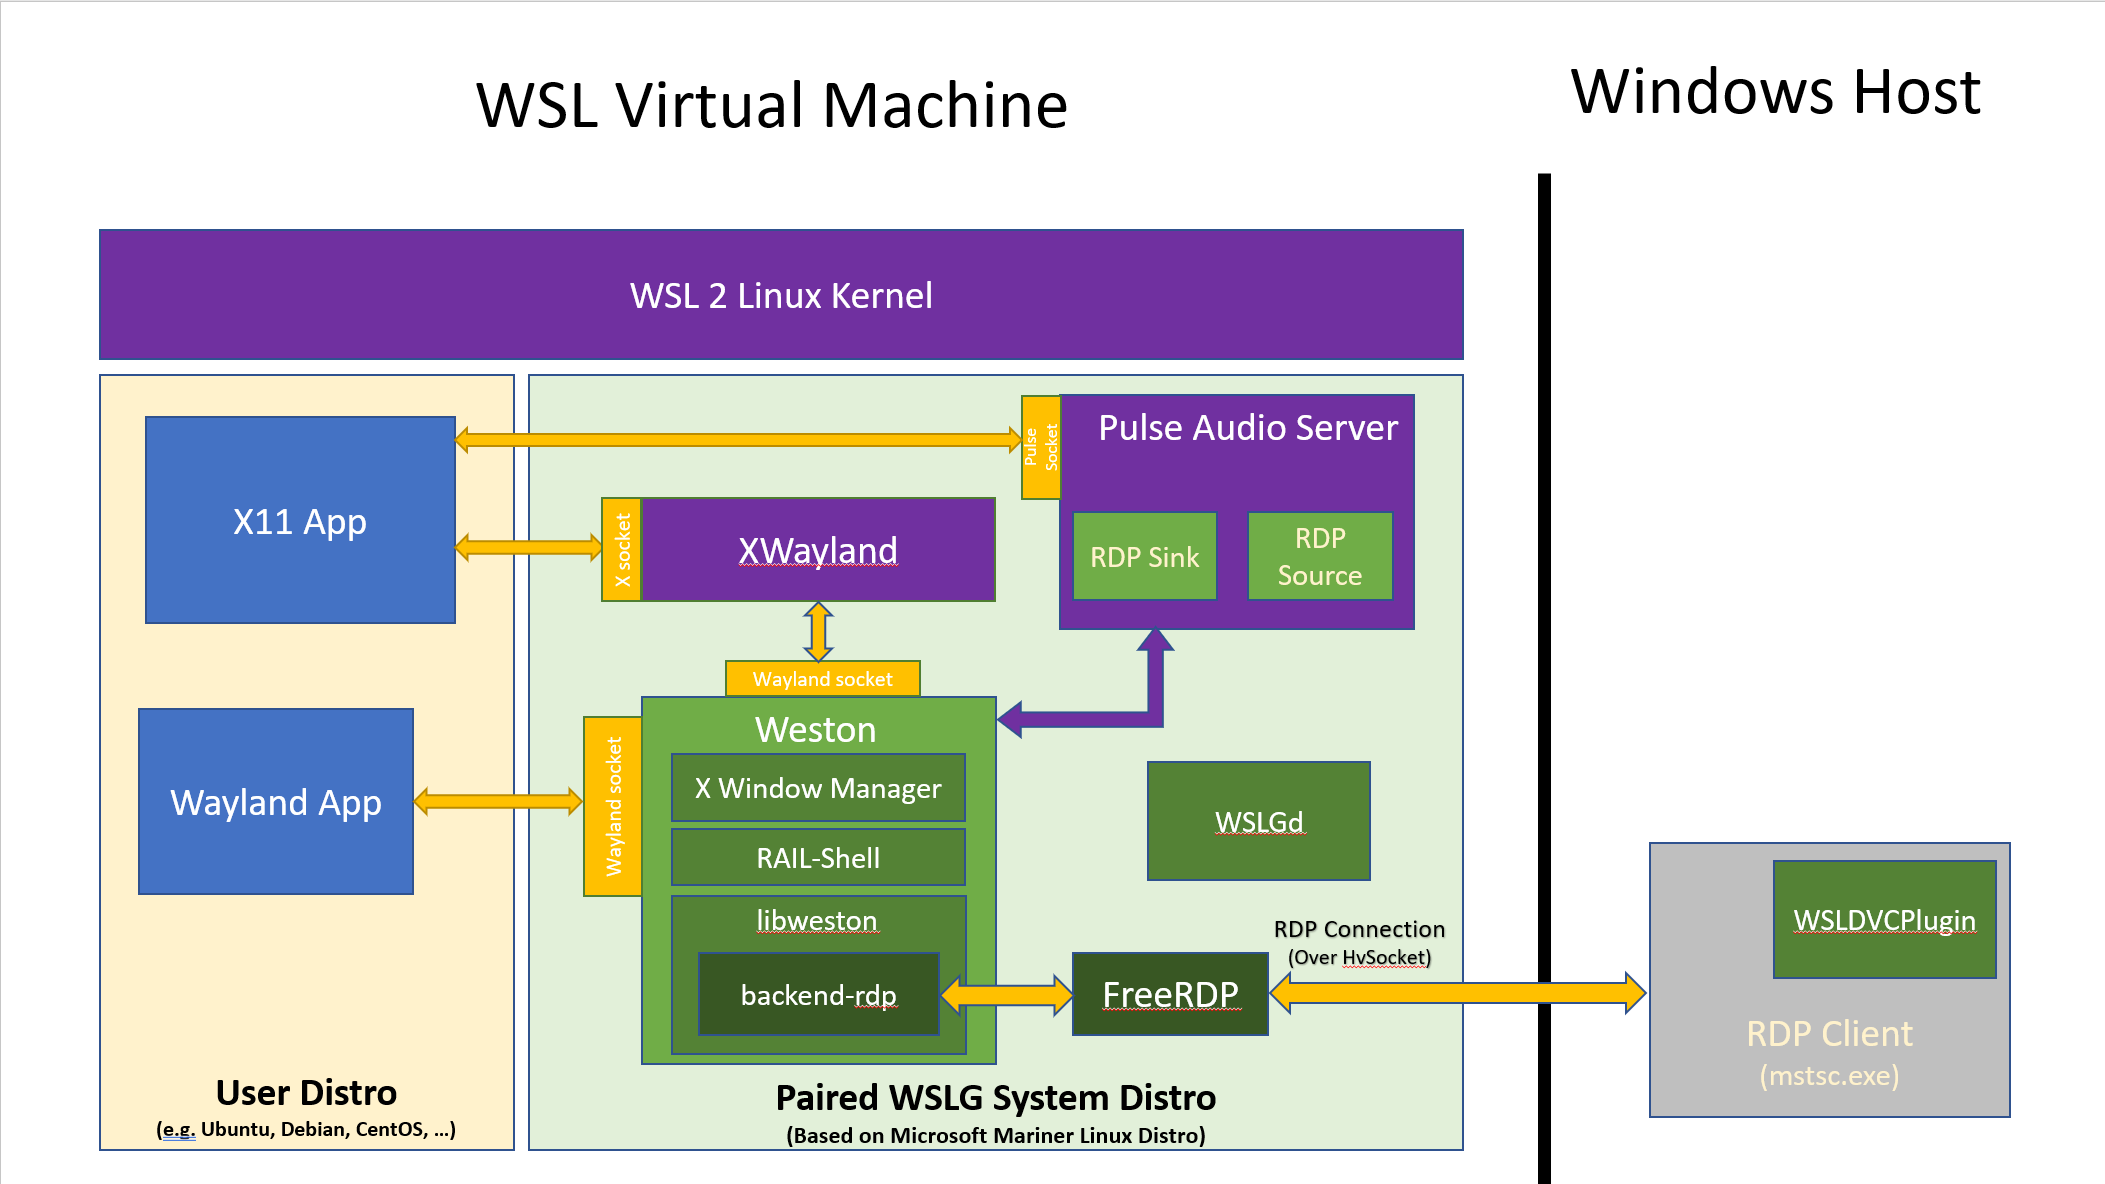 WSL Virtual Machine
Windows Host
WSL 2 Linux Kernel
X11 App
Wayland App
User Distro
(e.g. Ubuntu, Debian, CentOS, ...)
Pulse
Socket
Pulse Audio Server
RDP Sink
RDP
Source
X socket
XWayland
Wayland socket
Wayland socket
Weston
X Window Manager
RAIL-Shell
libweston
backend-rdp
WSLGd
FreeRDP
RDP Connection
(Over HvSocket)
Paired WSLG System Distro
(Based on Microsoft Mariner Linux Distro)
WSLDVCPlugin
RDP Client
(mstsc.exe)